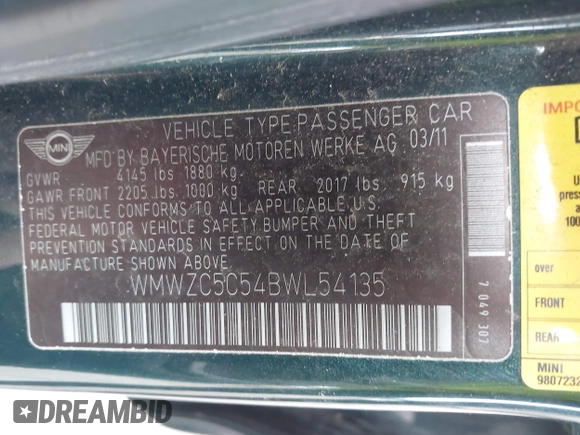 VEHICLE TYPE:PASSENGER CAR
MINI
MFD BY BAYERISCHE MOTOREN WERKE AG 03/11
GVWR 4145 lbs 1880 kg
GAWR FRONT 2205 lbs 1000 kg REAR 2017 lbs 915 kg
THIS VEHICLE CONFORMS TO ALL APPLICABLE U.S.
FEDERAL MOTOR VEHICLE SAFETY,BUMPER AND THEFT
PREVENTION STANDARDS IN EFFECT ON THE DATE OF
MANUFACTURE SHOWN ABOVE.
WMWZC5C54BWL54135
7 049 307
over
FRONT
REAR
MINI
9807232
DREAMBID